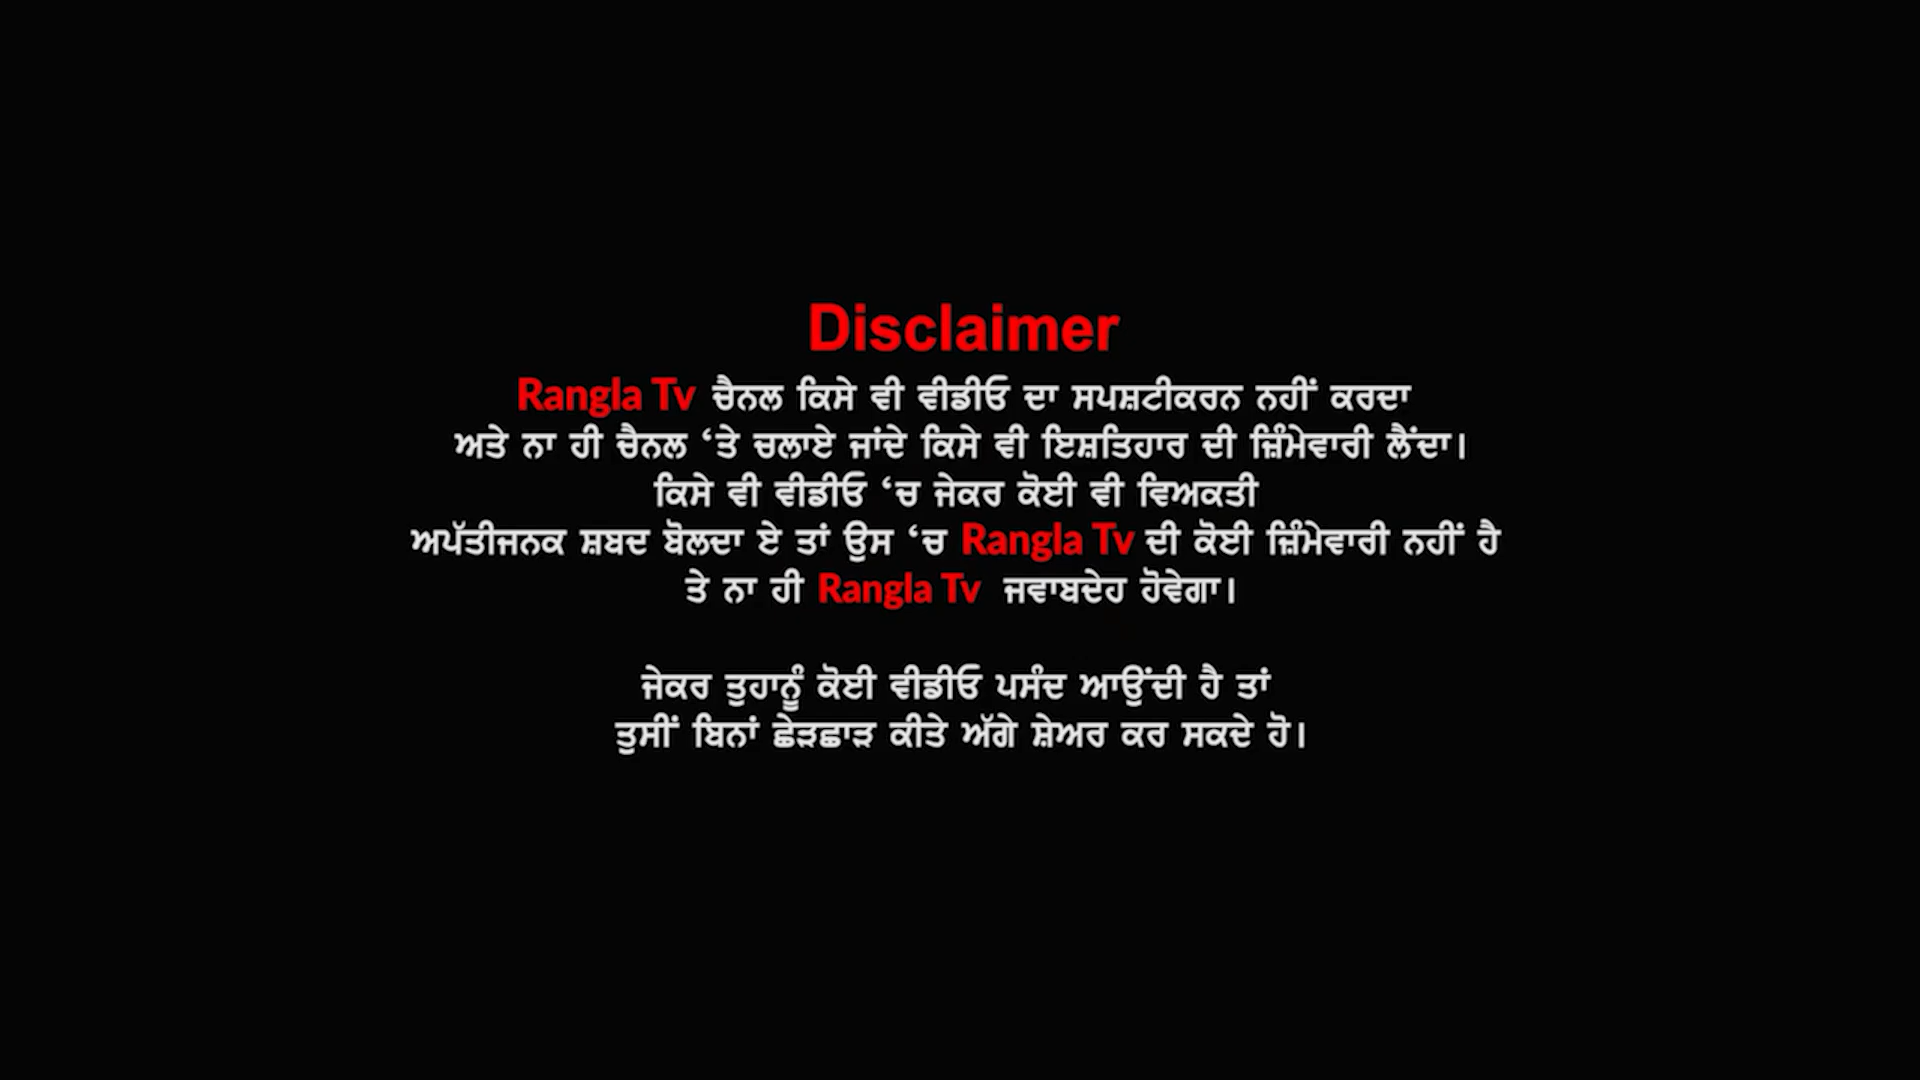 Disclaimer
Rangla Tv ਚੈਨਲ ਕਿਸੇ ਵੀ ਵੀਡੀਓ ਦਾ ਸਪਸ਼ਟੀਕਰਨ ਨਹੀਂ ਕਰਦਾ
ਅਤੇ ਨਾ ਹੀ ਚੈਨਲ ‘ਤੇ ਚਲਾਏ ਜਾਂਦੇ ਕਿਸੇ ਵੀ ਇਸ਼ਤਿਹਾਰ ਦੀ ਜ਼ਿੰਮੇਵਾਰੀ ਲੈਂਦਾ।
ਕਿਸੇ ਵੀ ਵੀਡੀਓ ‘ਚ ਜੇਕਰ ਕੋਈ ਵੀ ਵਿਅਕਤੀ
ਅਪੱਤੀਜਨਕ ਸ਼ਬਦ ਬੋਲਦਾ ਏ ਤਾਂ ਉਸ ‘ਚ Rangla Tv ਦੀ ਕੋਈ ਜ਼ਿੰਮੇਵਾਰੀ ਨਹੀਂ ਹੈ
ਤੇ ਨਾ ਹੀ Rangla Tv ਜਵਾਬਦੇਹ ਹੋਵੇਗਾ।
ਜੇਕਰ ਤੁਹਾਨੂੰ ਕੋਈ ਵੀਡੀਓ ਪਸੰਦ ਆਉਂਦੀ ਹੈ ਤਾਂ
ਤੁਸੀਂ ਬਿਨਾਂ ਛੇੜਛਾੜ ਕੀਤੇ ਅੱਗੇ ਸ਼ੇਅਰ ਕਰ ਸਕਦੇ ਹੋ।